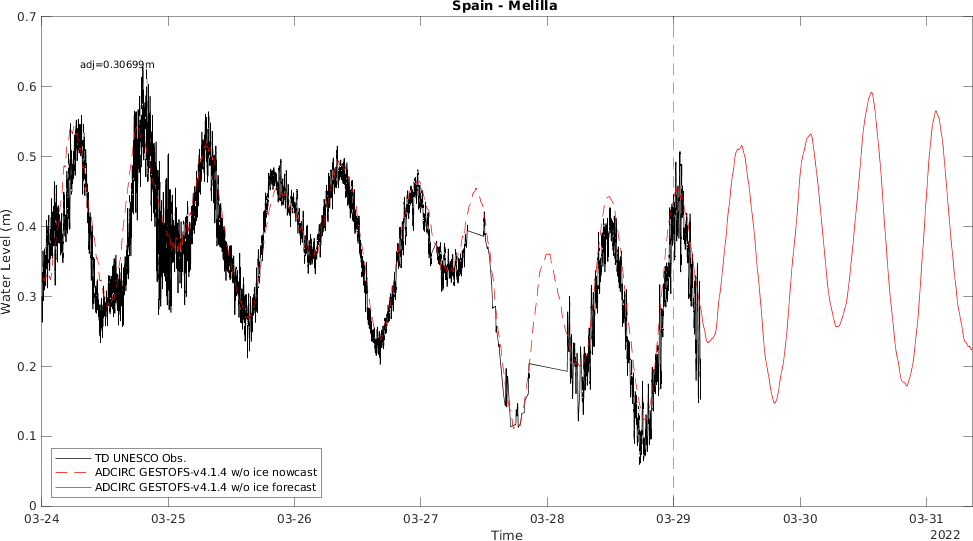 Spain - Melilla
adj=0.30699m
Water Level (m)
0.7
0.6
0.5
0.4
0.3
0.2
0.1
0
TD UNESCO Obs.
ADCIRC GESTOFS-v4.1.4 w/o ice nowcast
ADCIRC GESTOFS-v4.1.4 w/o ice forecast
03-24 03-25 03-26 03-27 03-28 03-29 03-30 03-31
Time
2022